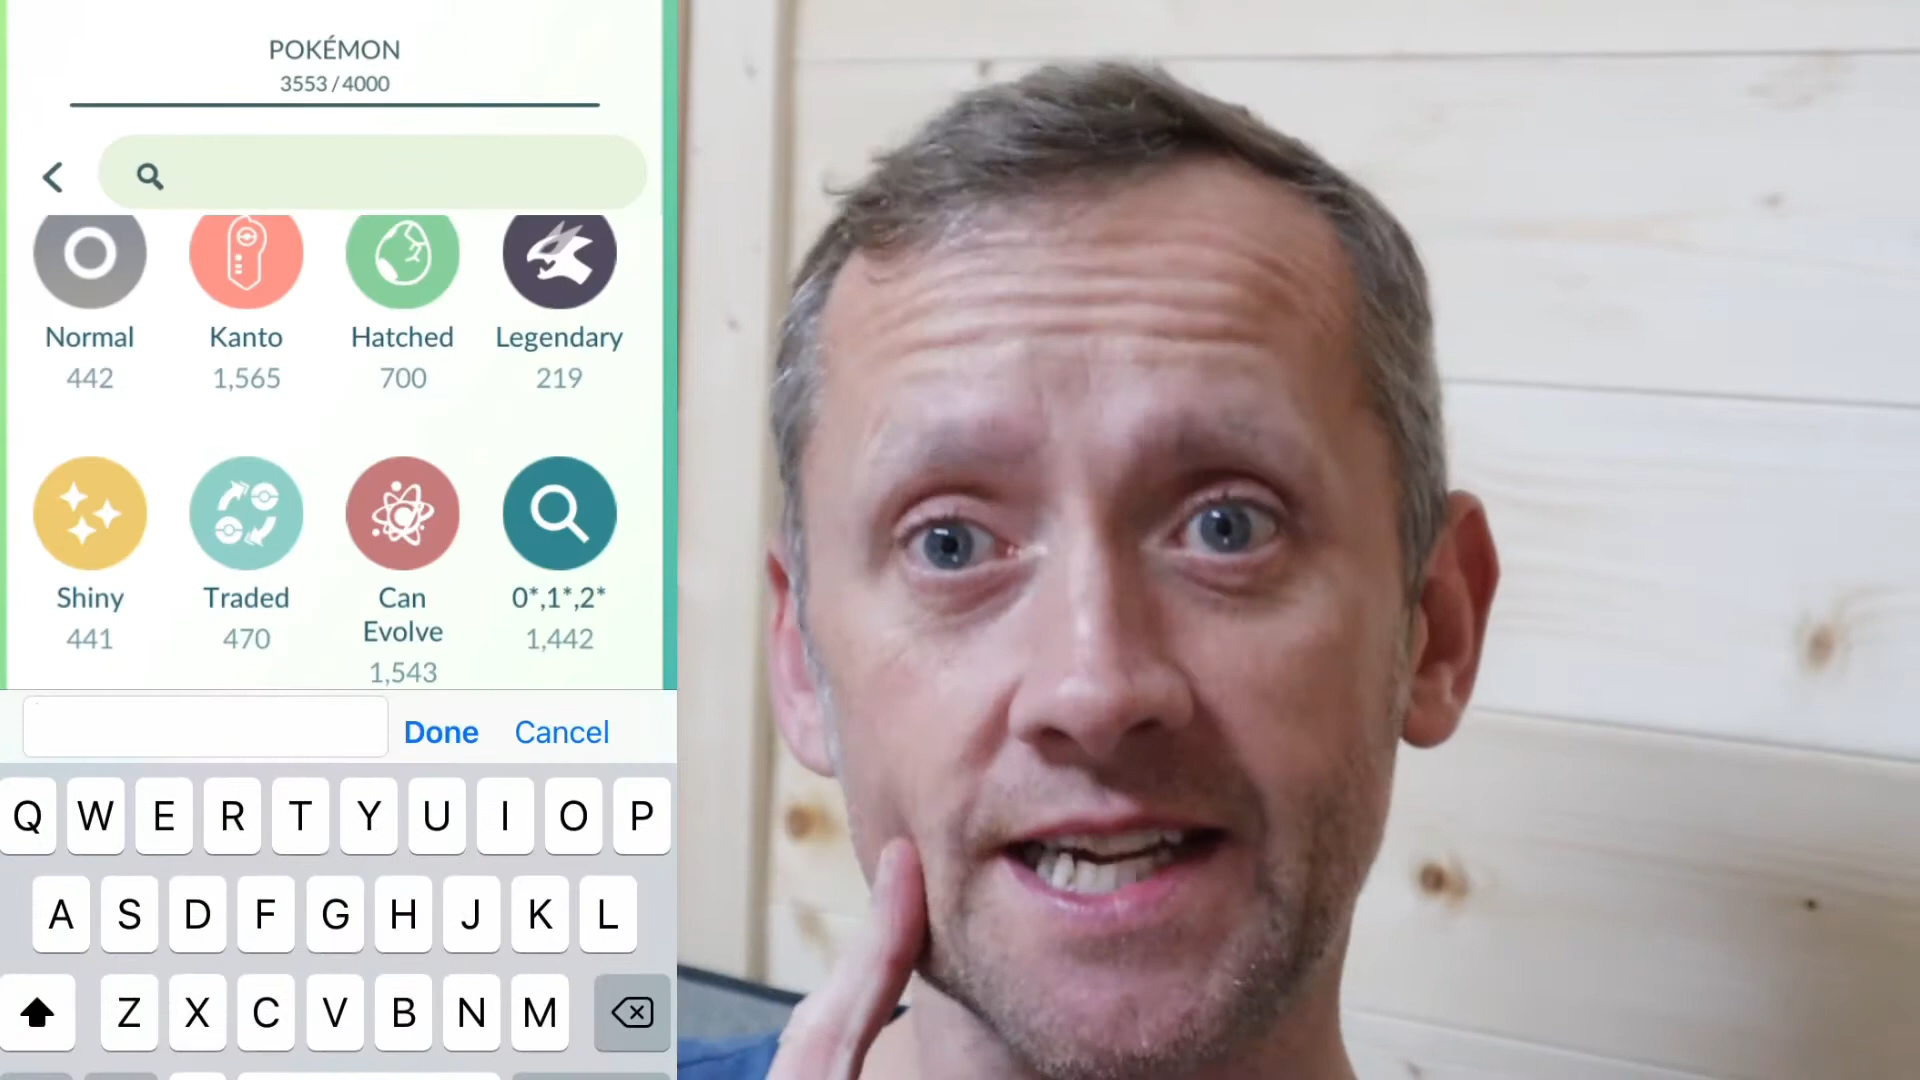 POKÉMON
3553/4000
Normal Kanto Hatched Legendary
442 1,565 700 219
Shiny Traded Can Evolve 0*,1*,2*
441 470 1,543 1,442
Done Cancel
Q W E R T Y U I O P
A S D F G H J K L
Z X C V B N M